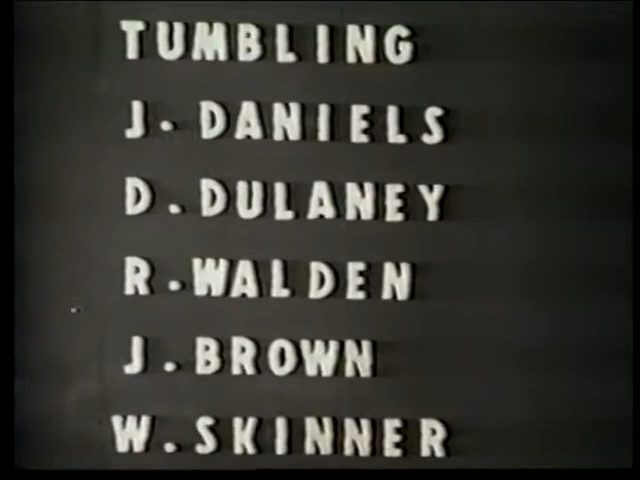 TUMBLING
J. DANIELS
D. DULANEY
R. WALDEN
J. BROWN
W. SKINNER